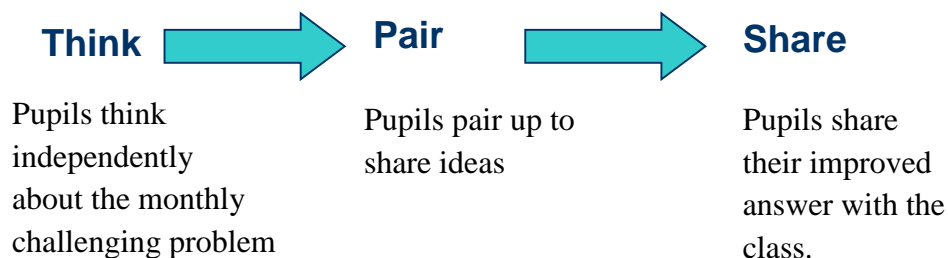 Think
Pair
Share
Pupils think
independently
about the monthly
challenging problem
Pupils pair up to
share ideas
Pupils share
their improved
answer with the
class.